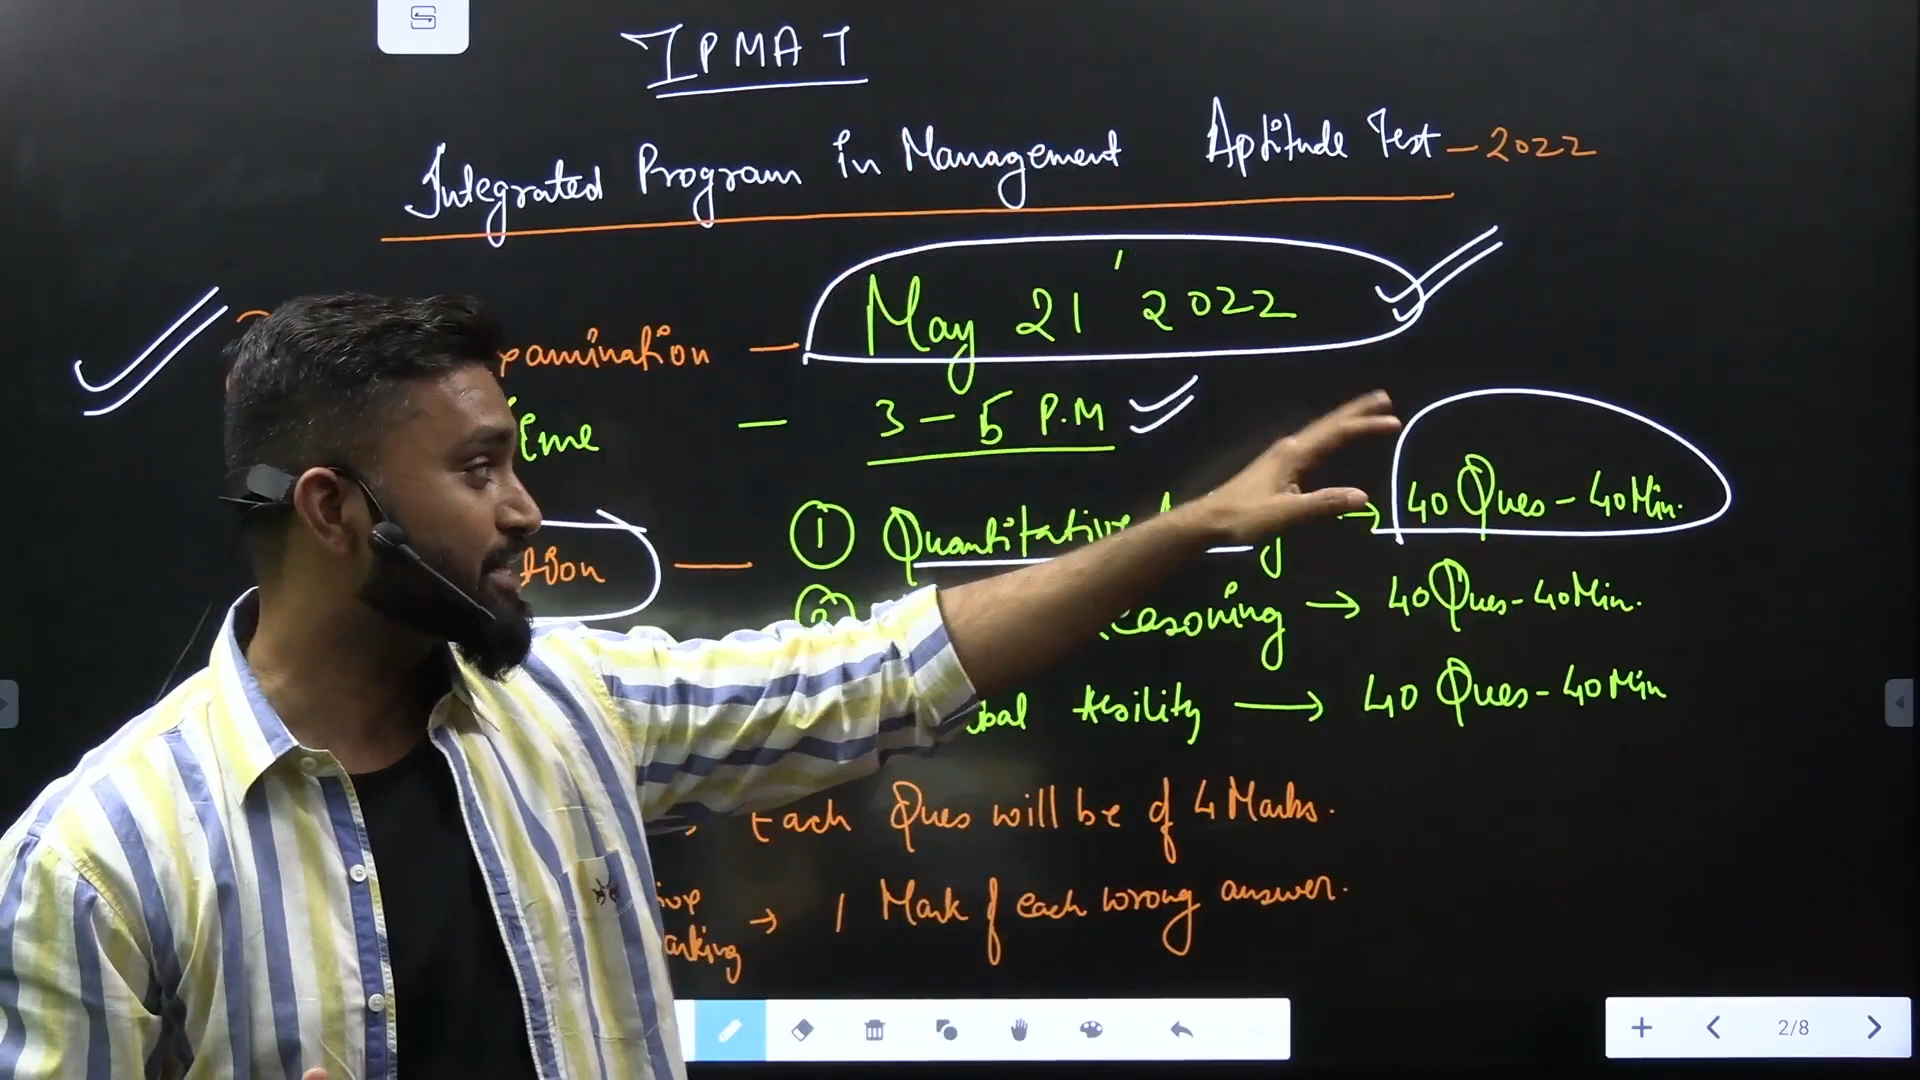 IPMAT
Integrated Program in Management Aptitude Test - 2022
xamination — May 21' 2022
ime — 3 - 5 P.M
① Quantitative → 40 Ques - 40 Min.
easoning → 40 Ques - 40 Min.
bal Ability → 40 Ques - 40 Min
Each Ques will be of 4 Marks.
ive
arking → 1 Mark of each wrong answer.
2/8